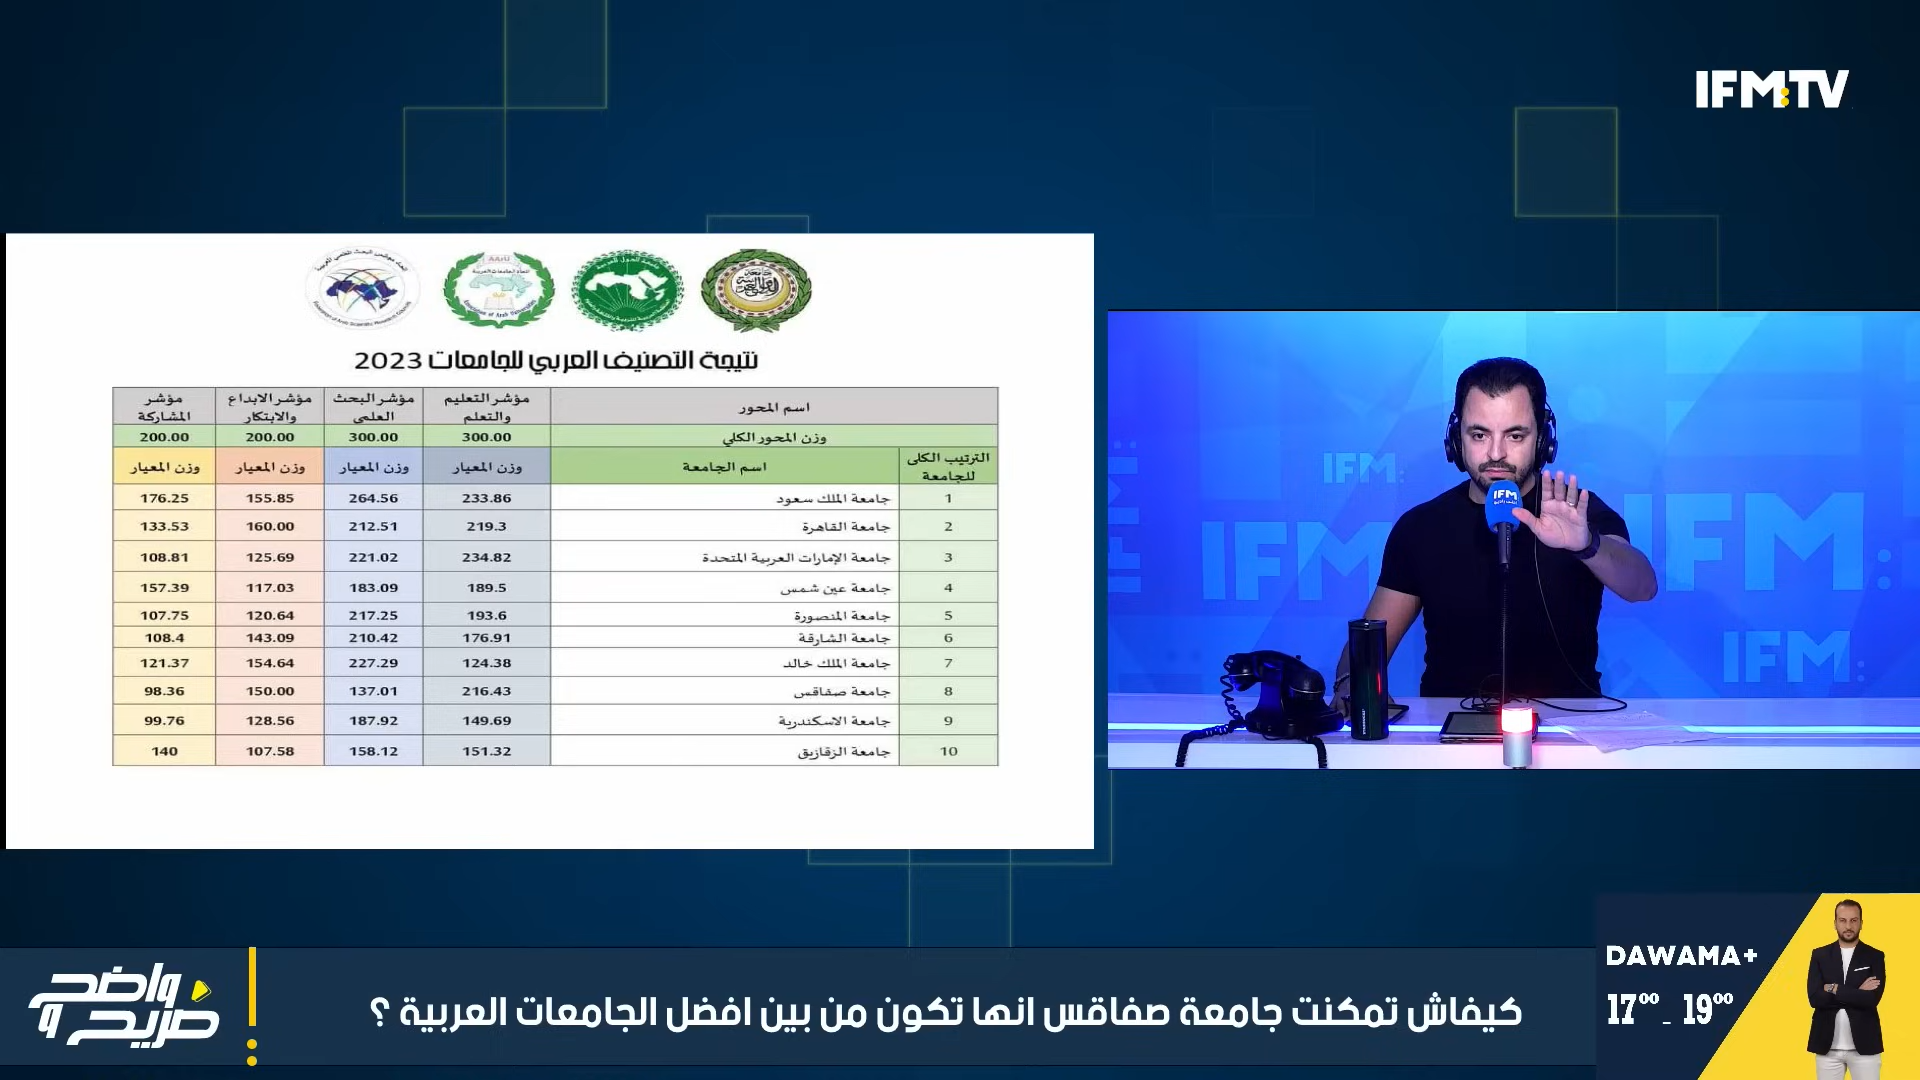 IFM:TV
نتيجة التصنيف العربي للجامعات 2023
اسم المحور	مؤشر التعليم والتعلم	مؤشر البحث العلمي	مؤشر الابداع والابتكار	مؤشر المشاركة
وزن المحور الكلي	300.00	300.00	200.00	200.00
الترتيب الكلي للجامعة	اسم الجامعة	وزن المعيار	وزن المعيار	وزن المعيار	وزن المعيار
1	جامعة الملك سعود	233.86	264.56	155.85	176.25
2	جامعة القاهرة	219.3	212.51	160.00	133.53
3	جامعة الإمارات العربية المتحدة	234.82	221.02	125.69	108.81
4	جامعة عين شمس	189.5	183.09	117.03	157.39
5	جامعة المنصورة	193.6	217.25	120.64	107.75
6	جامعة الشارقة	176.91	210.42	143.09	108.4
7	جامعة الملك خالد	124.38	227.29	154.64	121.37
8	جامعة صفاقس	216.43	137.01	150.00	98.36
9	جامعة الاسكندرية	149.69	187.92	128.56	99.76
10	جامعة الزقازيق	151.32	158.12	107.58	140
IFM:
IFM
IFM:
IFM:
IFM
كيفاش تمكنت جامعة صفاقس انها تكون من بين افضل الجامعات العربية ؟
واضح و صريح
DAWAMA+
17⁰⁰ - 19⁰⁰